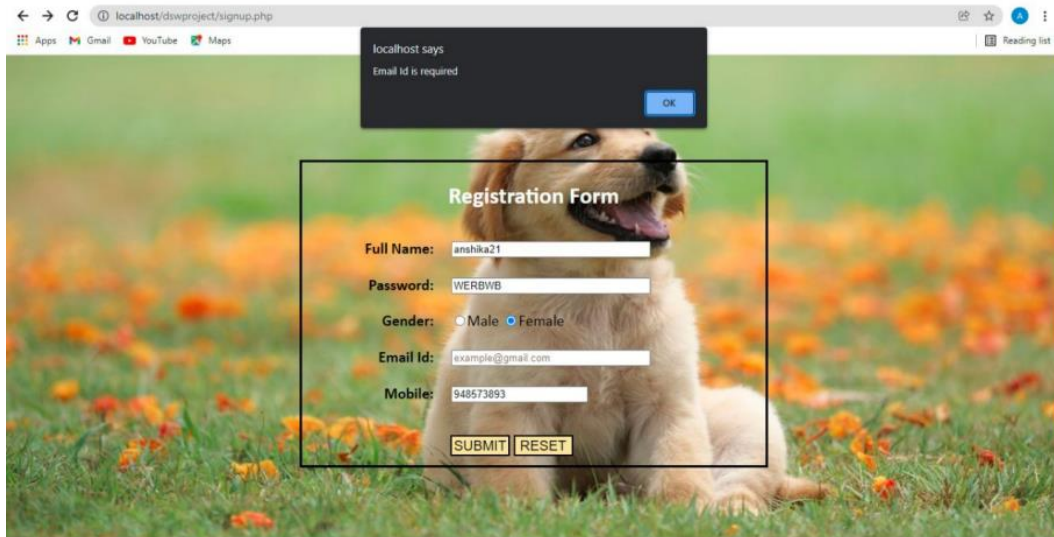 localhost/dswproject/signup.php
A
Apps Gmail YouTube Maps Reading list
localhost says
Email Id is required
OK
Registration Form
Full Name: anshika21
Password: WERBWB
Gender: Male Female
Email Id: example@gmail.com
Mobile: 948573893
SUBMIT RESET